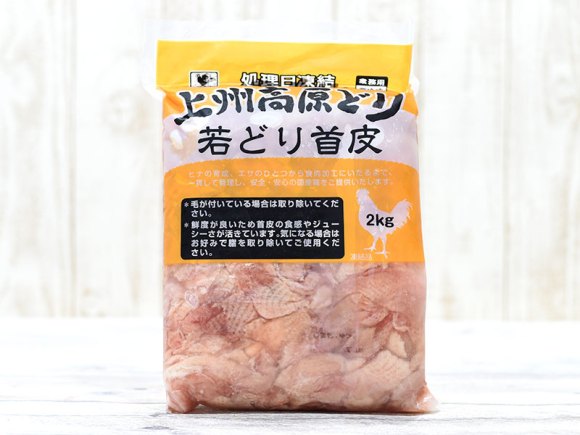 処理日凍結
業務用
上州高原どり
若どり首皮
ヒナの育成、エサのひとつから食肉加工にいたるまで、
一貫して管理し、安全・安心の国産鶏をご提供いたします。
＊毛が付いている場合は取り除いてくだ
さい。
＊鮮度が良いため首皮の食感やジュー
シーさが活きています。気になる場合は
お好みで脂を取り除いてご使用くださ
い。
2kg